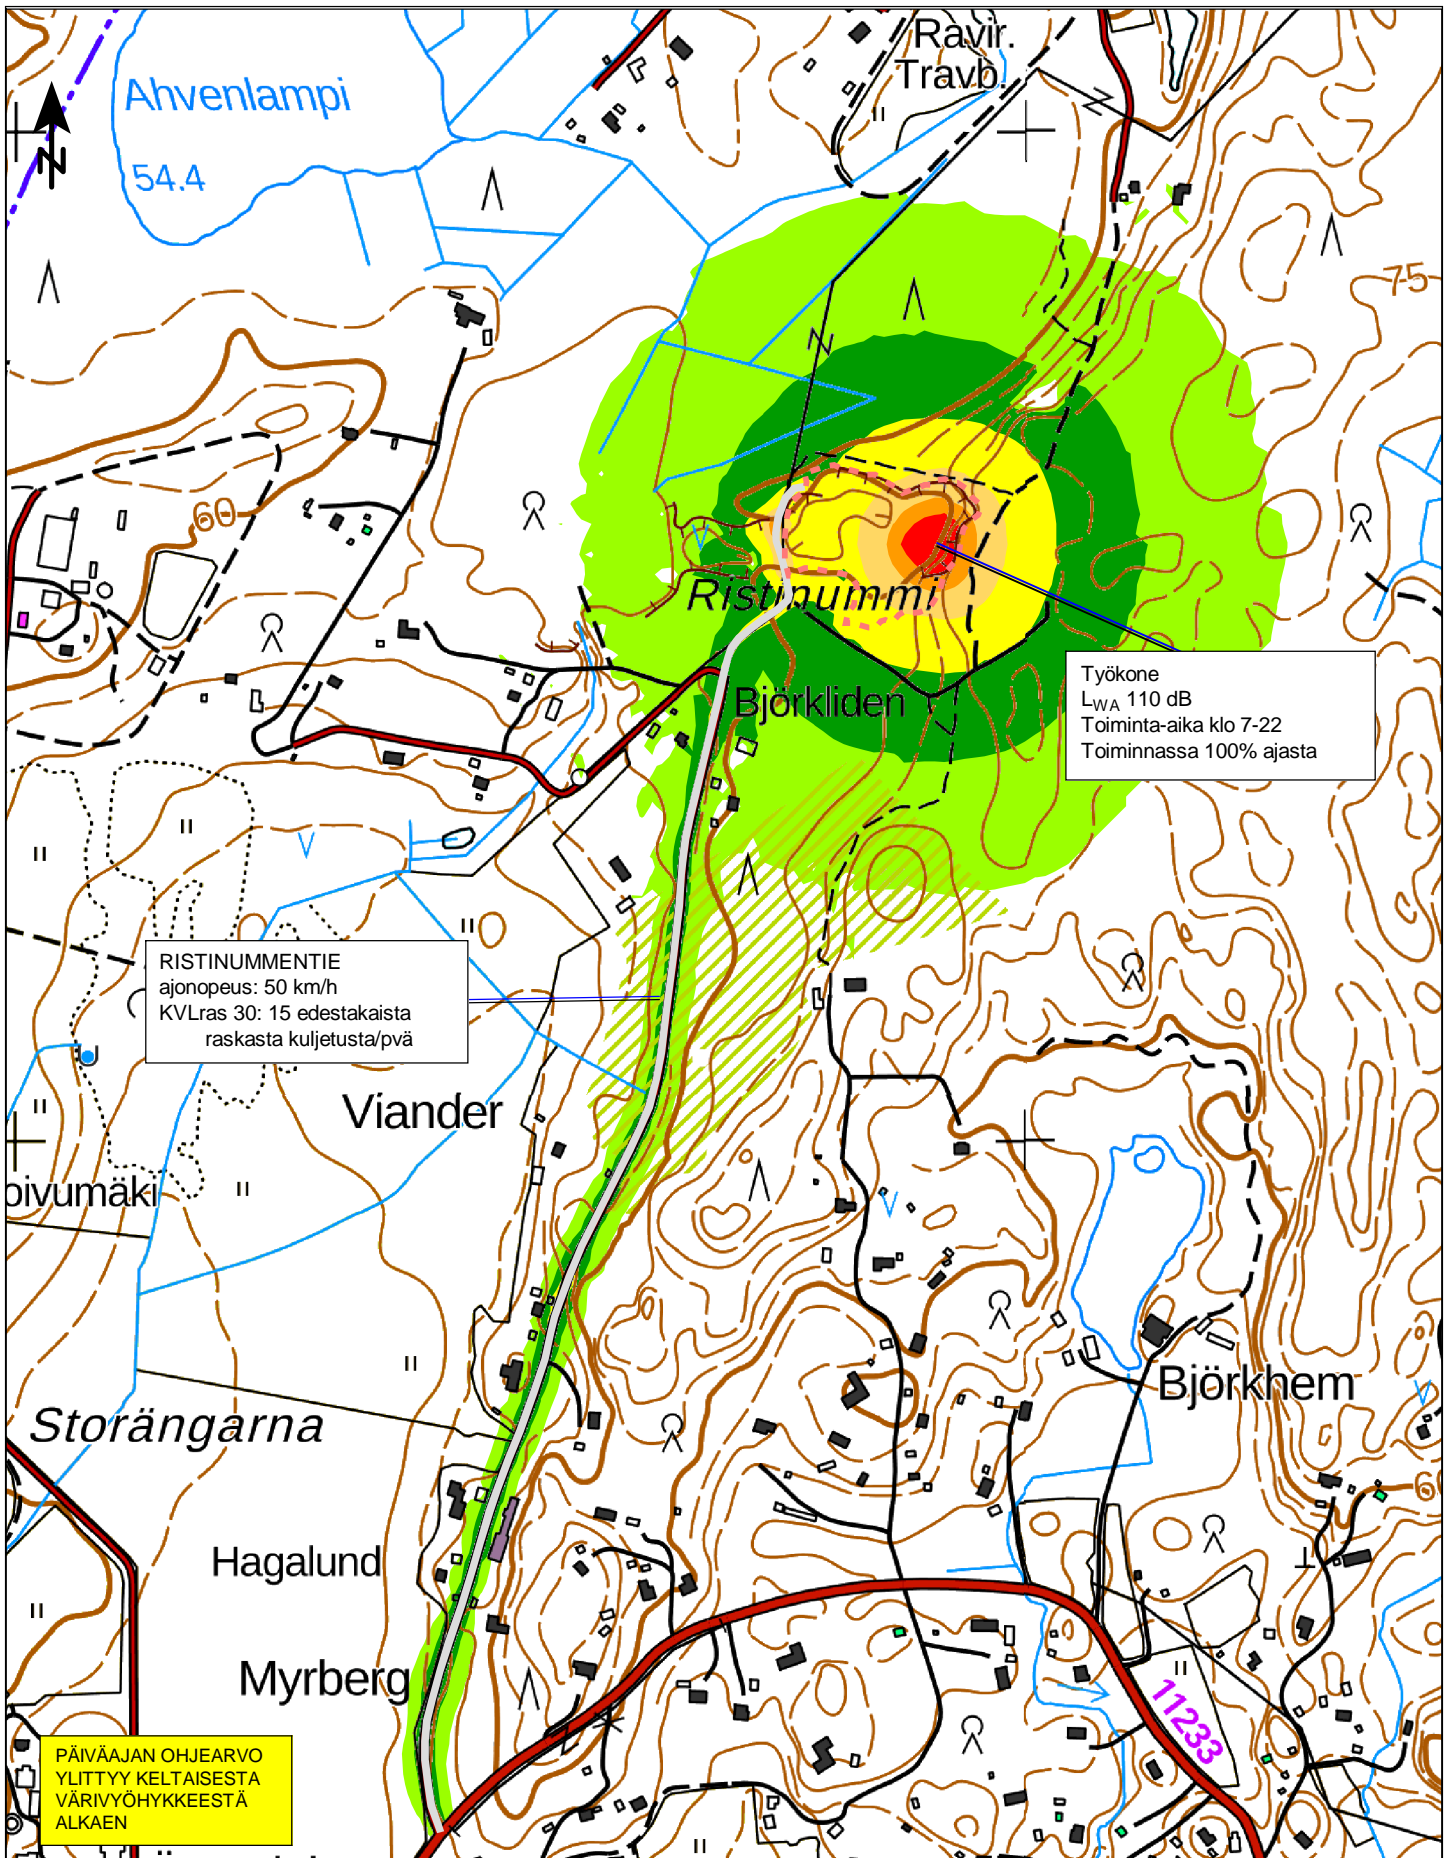 Ravir.
Travb.
Ahvenlampi
54.4
N
75
60
Ristinummi
Björkliden
Työkone
LWA 110 dB
Toiminta-aika klo 7-22
Toiminnassa 100% ajasta
RISTINUMMENTIE
ajonopeus: 50 km/h
KVLras 30: 15 edestakaista
raskasta kuljetusta/pvä
Viander
oivumäki
Björkhem
Storängarna
60
Hagalund
Myrberg
11233
PÄIVÄAJAN OHJEARVO
YLITTYY KELTAISESTA
VÄRIVYÖHYKKEESTÄ
ALKAEN